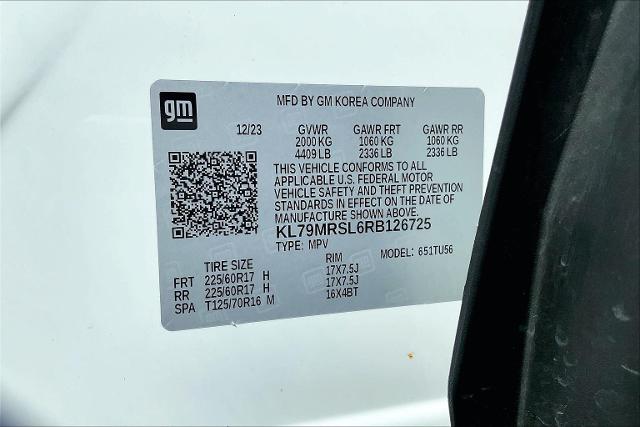 gm
MFD BY GM KOREA COMPANY
12/23 GVWR GAWR FRT GAWR RR
2000 KG 1060 KG 1060 KG
4409 LB 2336 LB 2336 LB
THIS VEHICLE CONFORMS TO ALL
APPLICABLE U.S. FEDERAL MOTOR
VEHICLE SAFETY AND THEFT PREVENTION
STANDARDS IN EFFECT ON THE DATE OF
MANUFACTURE SHOWN ABOVE.
KL79MRSL6RB126725
TYPE: MPV MODEL: 651TU56
TIRE SIZE RIM
FRT 225/60R17 H 17X7.5J
RR 225/60R17 H 17X7.5J
SPA T125/70R16 M 16X4BT